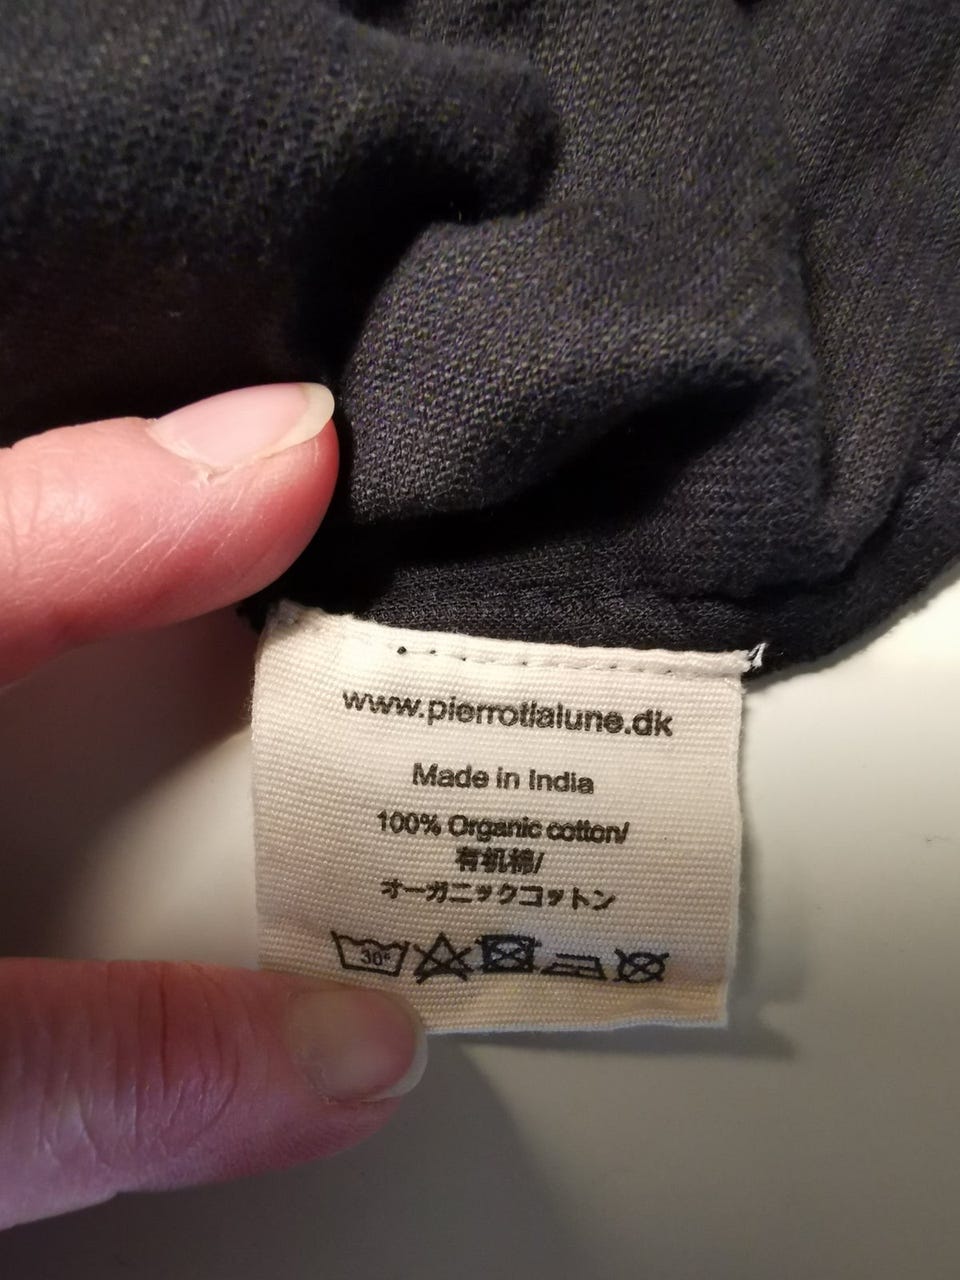 www.pierrotlalune.dk
Made in India
100% Organic cotton/
有机棉/
オーガニックコットン
30°